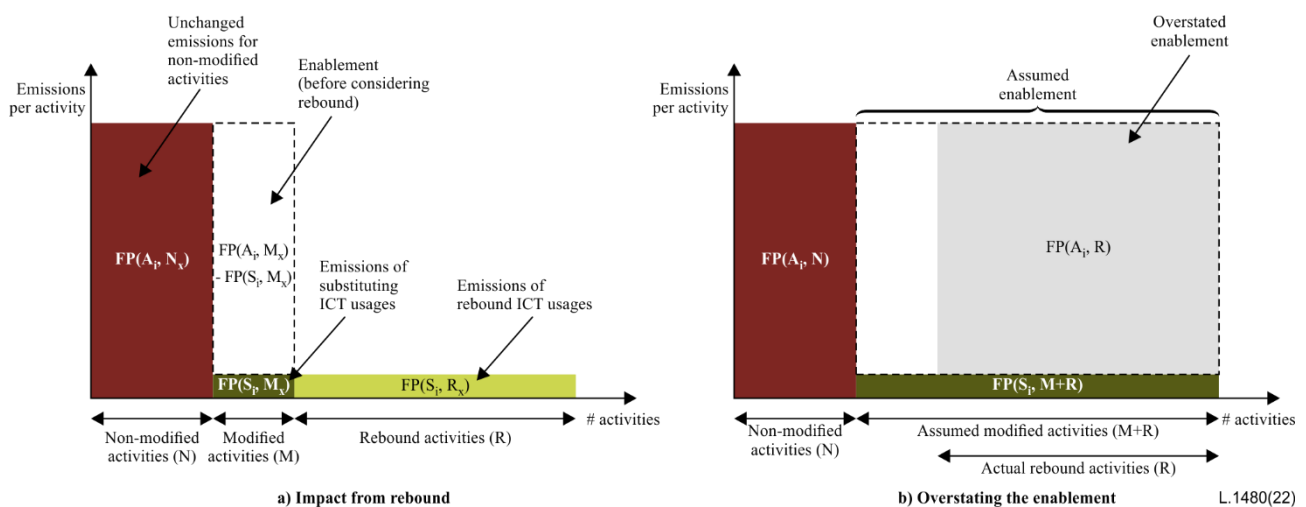 Unchanged
emissions for
non-modified
activities
Emissions
per activity
Enablement
(before considering
rebound)
FP(Aᵢ, Nₓ)
FP(Aᵢ, Mₓ)
- FP(Sᵢ, Mₓ)
Emissions of
substituting
ICT usages
Emissions of
rebound ICT usages
FP(Sᵢ, Mₓ)
FP(Sᵢ, Rₓ)
# activities
Non-modified
activities (N)
Modified
activities (M)
Rebound activities (R)
a) Impact from rebound
Overstated
enablement
Assumed
enablement
Emissions
per activity
FP(Aᵢ, N)
FP(Aᵢ, R)
FP(Sᵢ, M+R)
# activities
Non-modified
activities (N)
Assumed modified activities (M+R)
Actual rebound activities (R)
b) Overstating the enablement
L.1480(22)